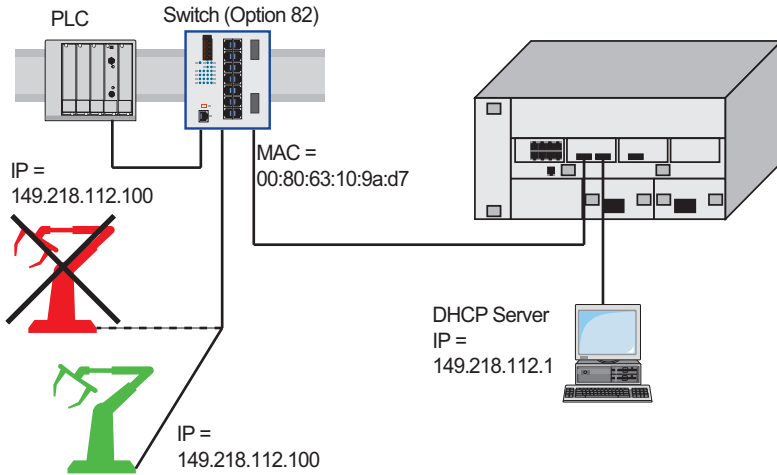 PLC
Switch (Option 82)
IP =
149.218.112.100
MAC =
00:80:63:10:9a:d7
DHCP Server
IP =
149.218.112.1
IP =
149.218.112.100